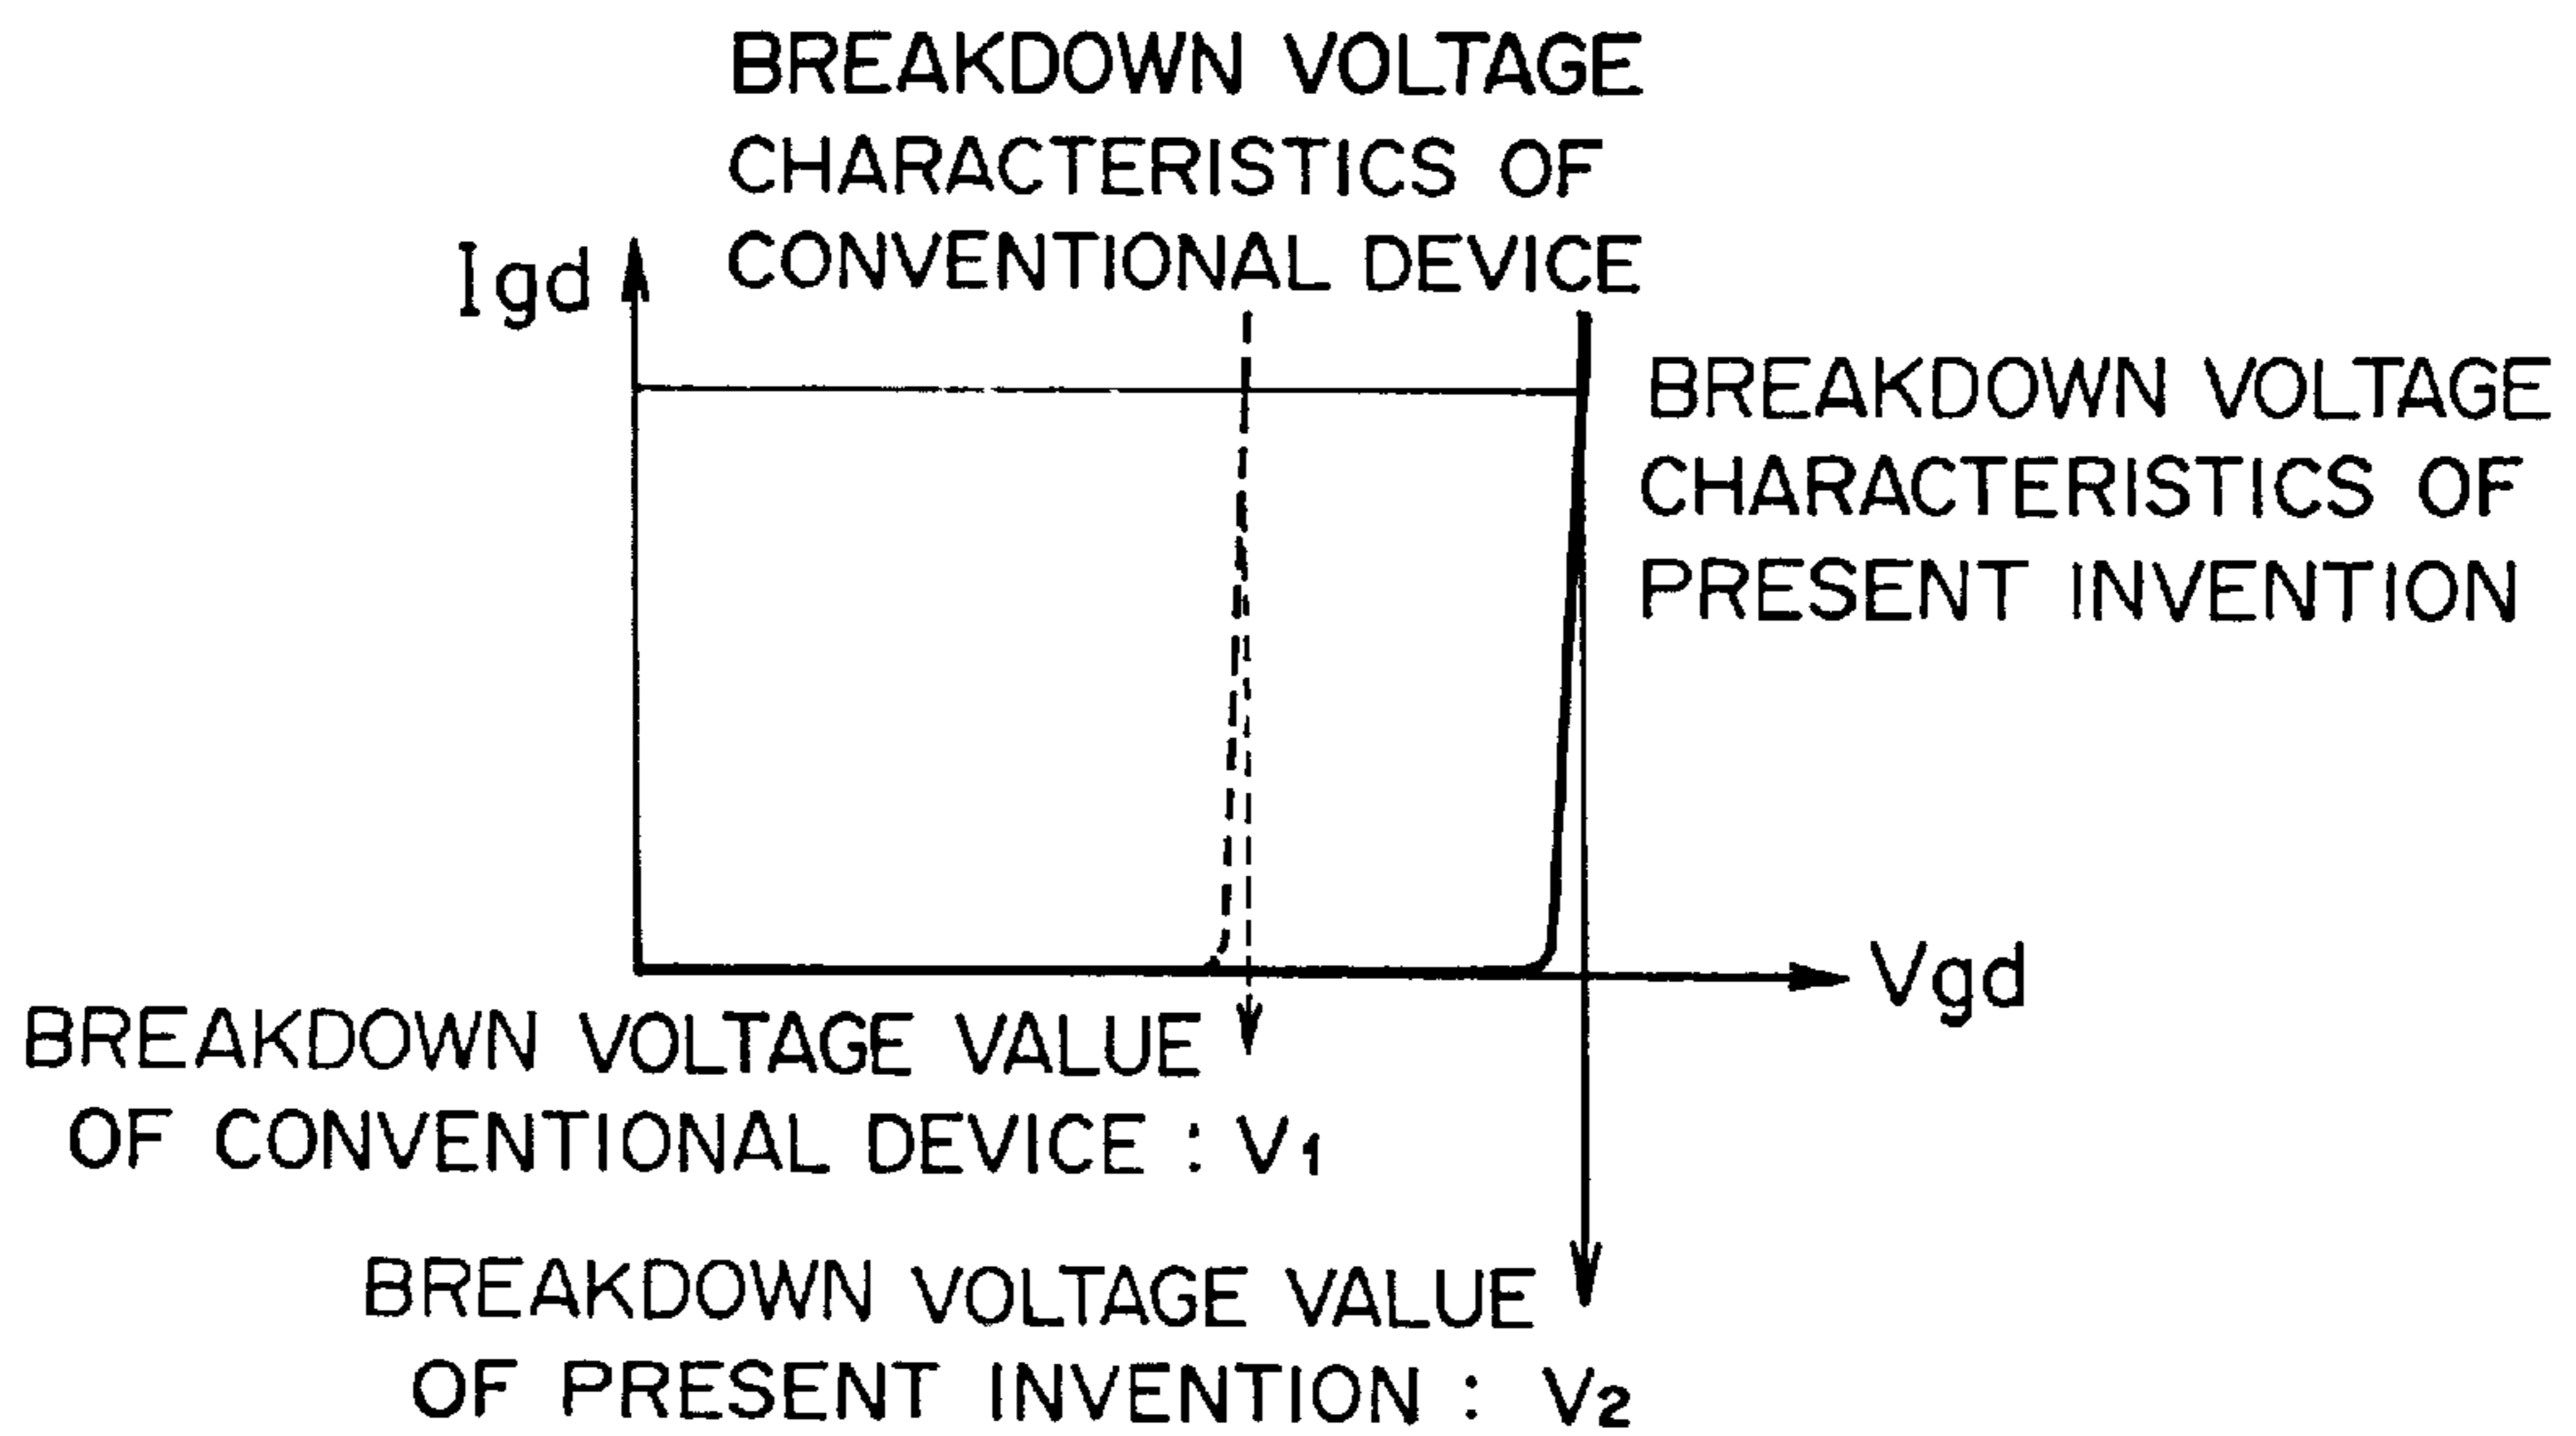 BREAKDOWN VOLTAGE
CHARACTERISTICS OF
CONVENTIONAL DEVICE
Igd
BREAKDOWN VOLTAGE
CHARACTERISTICS OF
PRESENT INVENTION
Vgd
BREAKDOWN VOLTAGE VALUE
OF CONVENTIONAL DEVICE : V1
BREAKDOWN VOLTAGE VALUE
OF PRESENT INVENTION : V2